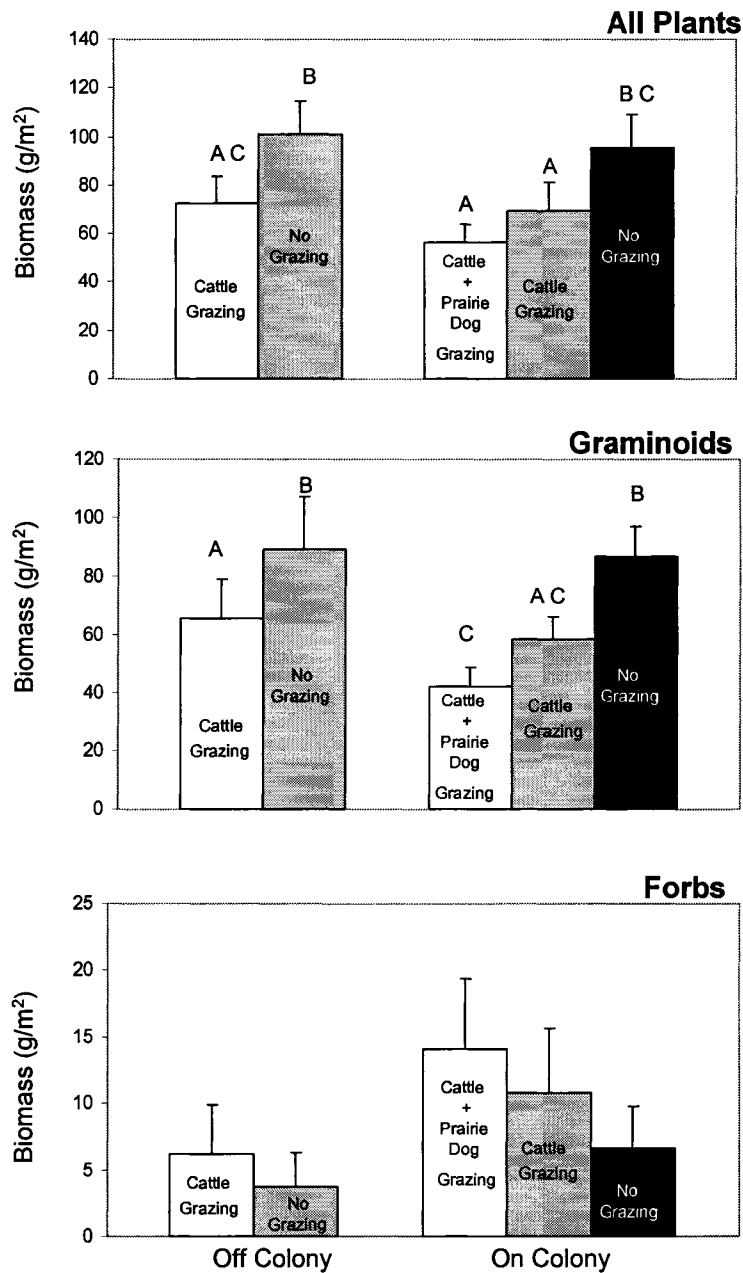 All Plants
140
120
100
80
60
40
20
0
Biomass (g/m²)
A C
B
A
A
B C
Cattle
Grazing
No
Grazing
Cattle
+
Prairie
Dog
Grazing
Cattle
Grazing
No
Grazing
Graminoids
120
100
80
60
40
20
0
Biomass (g/m²)
A
B
C
A C
B
Cattle
Grazing
No
Grazing
Cattle
+
Prairie
Dog
Grazing
Cattle
Grazing
No
Grazing
Forbs
25
20
15
10
5
0
Biomass (g/m²)
Cattle
Grazing
No
Grazing
Cattle
+
Prairie
Dog
Grazing
Cattle
Grazing
No
Grazing
Off Colony
On Colony